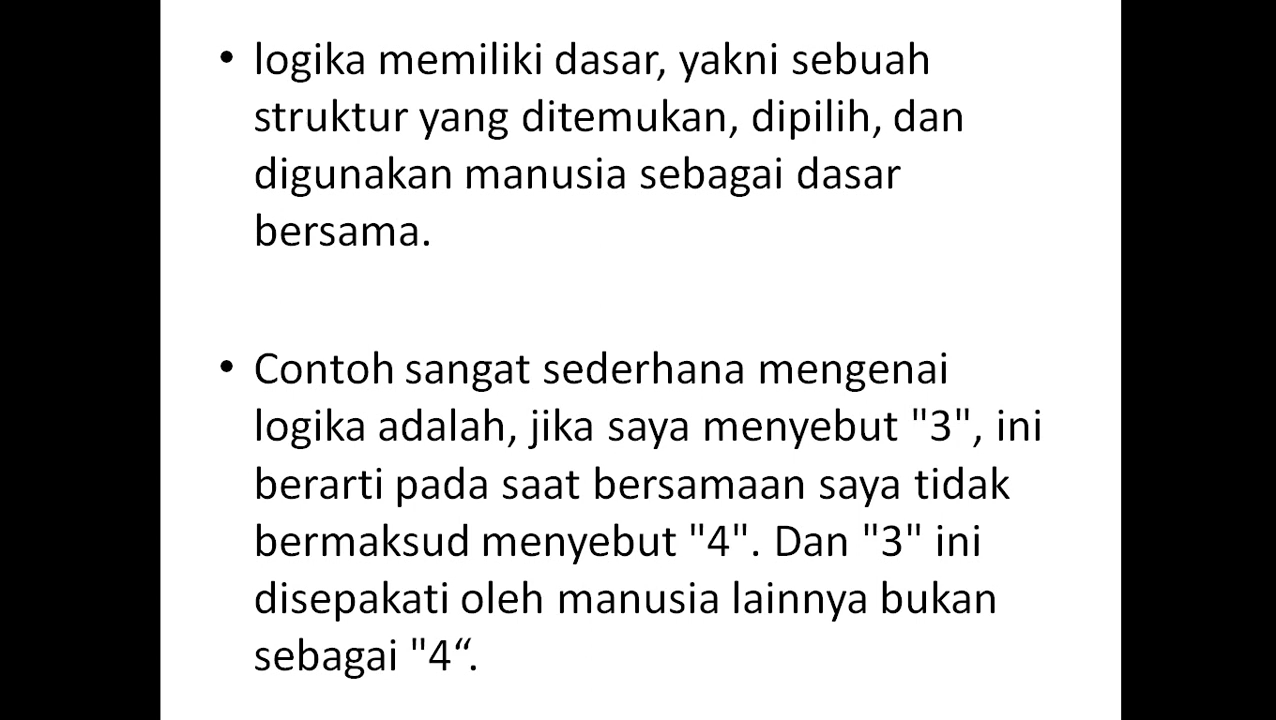 • logika memiliki dasar, yakni sebuah
struktur yang ditemukan, dipilih, dan
digunakan manusia sebagai dasar
bersama.
• Contoh sangat sederhana mengenai
logika adalah, jika saya menyebut "3", ini
berarti pada saat bersamaan saya tidak
bermaksud menyebut "4". Dan "3" ini
disepakati oleh manusia lainnya bukan
sebagai "4“.